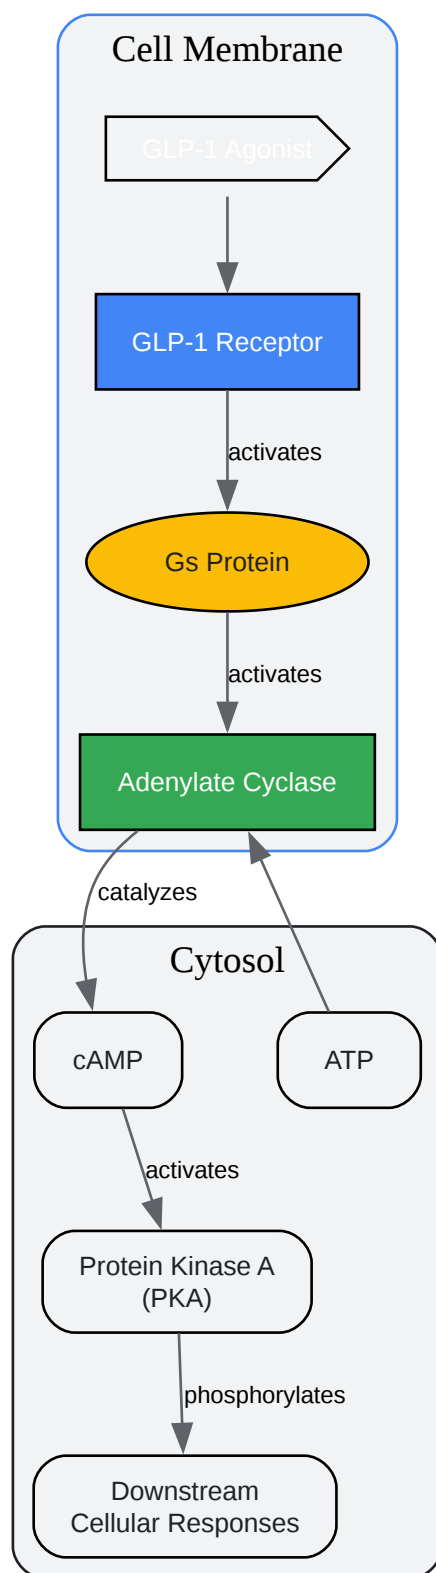 Cell Membrane
GLP-1 Agonist
GLP-1 Receptor
activates
Gs Protein
activates
Adenylate Cyclase
catalyzes
Cytosol
cAMP
ATP
activates
Protein Kinase A
(PKA)
phosphorylates
Downstream
Cellular Responses